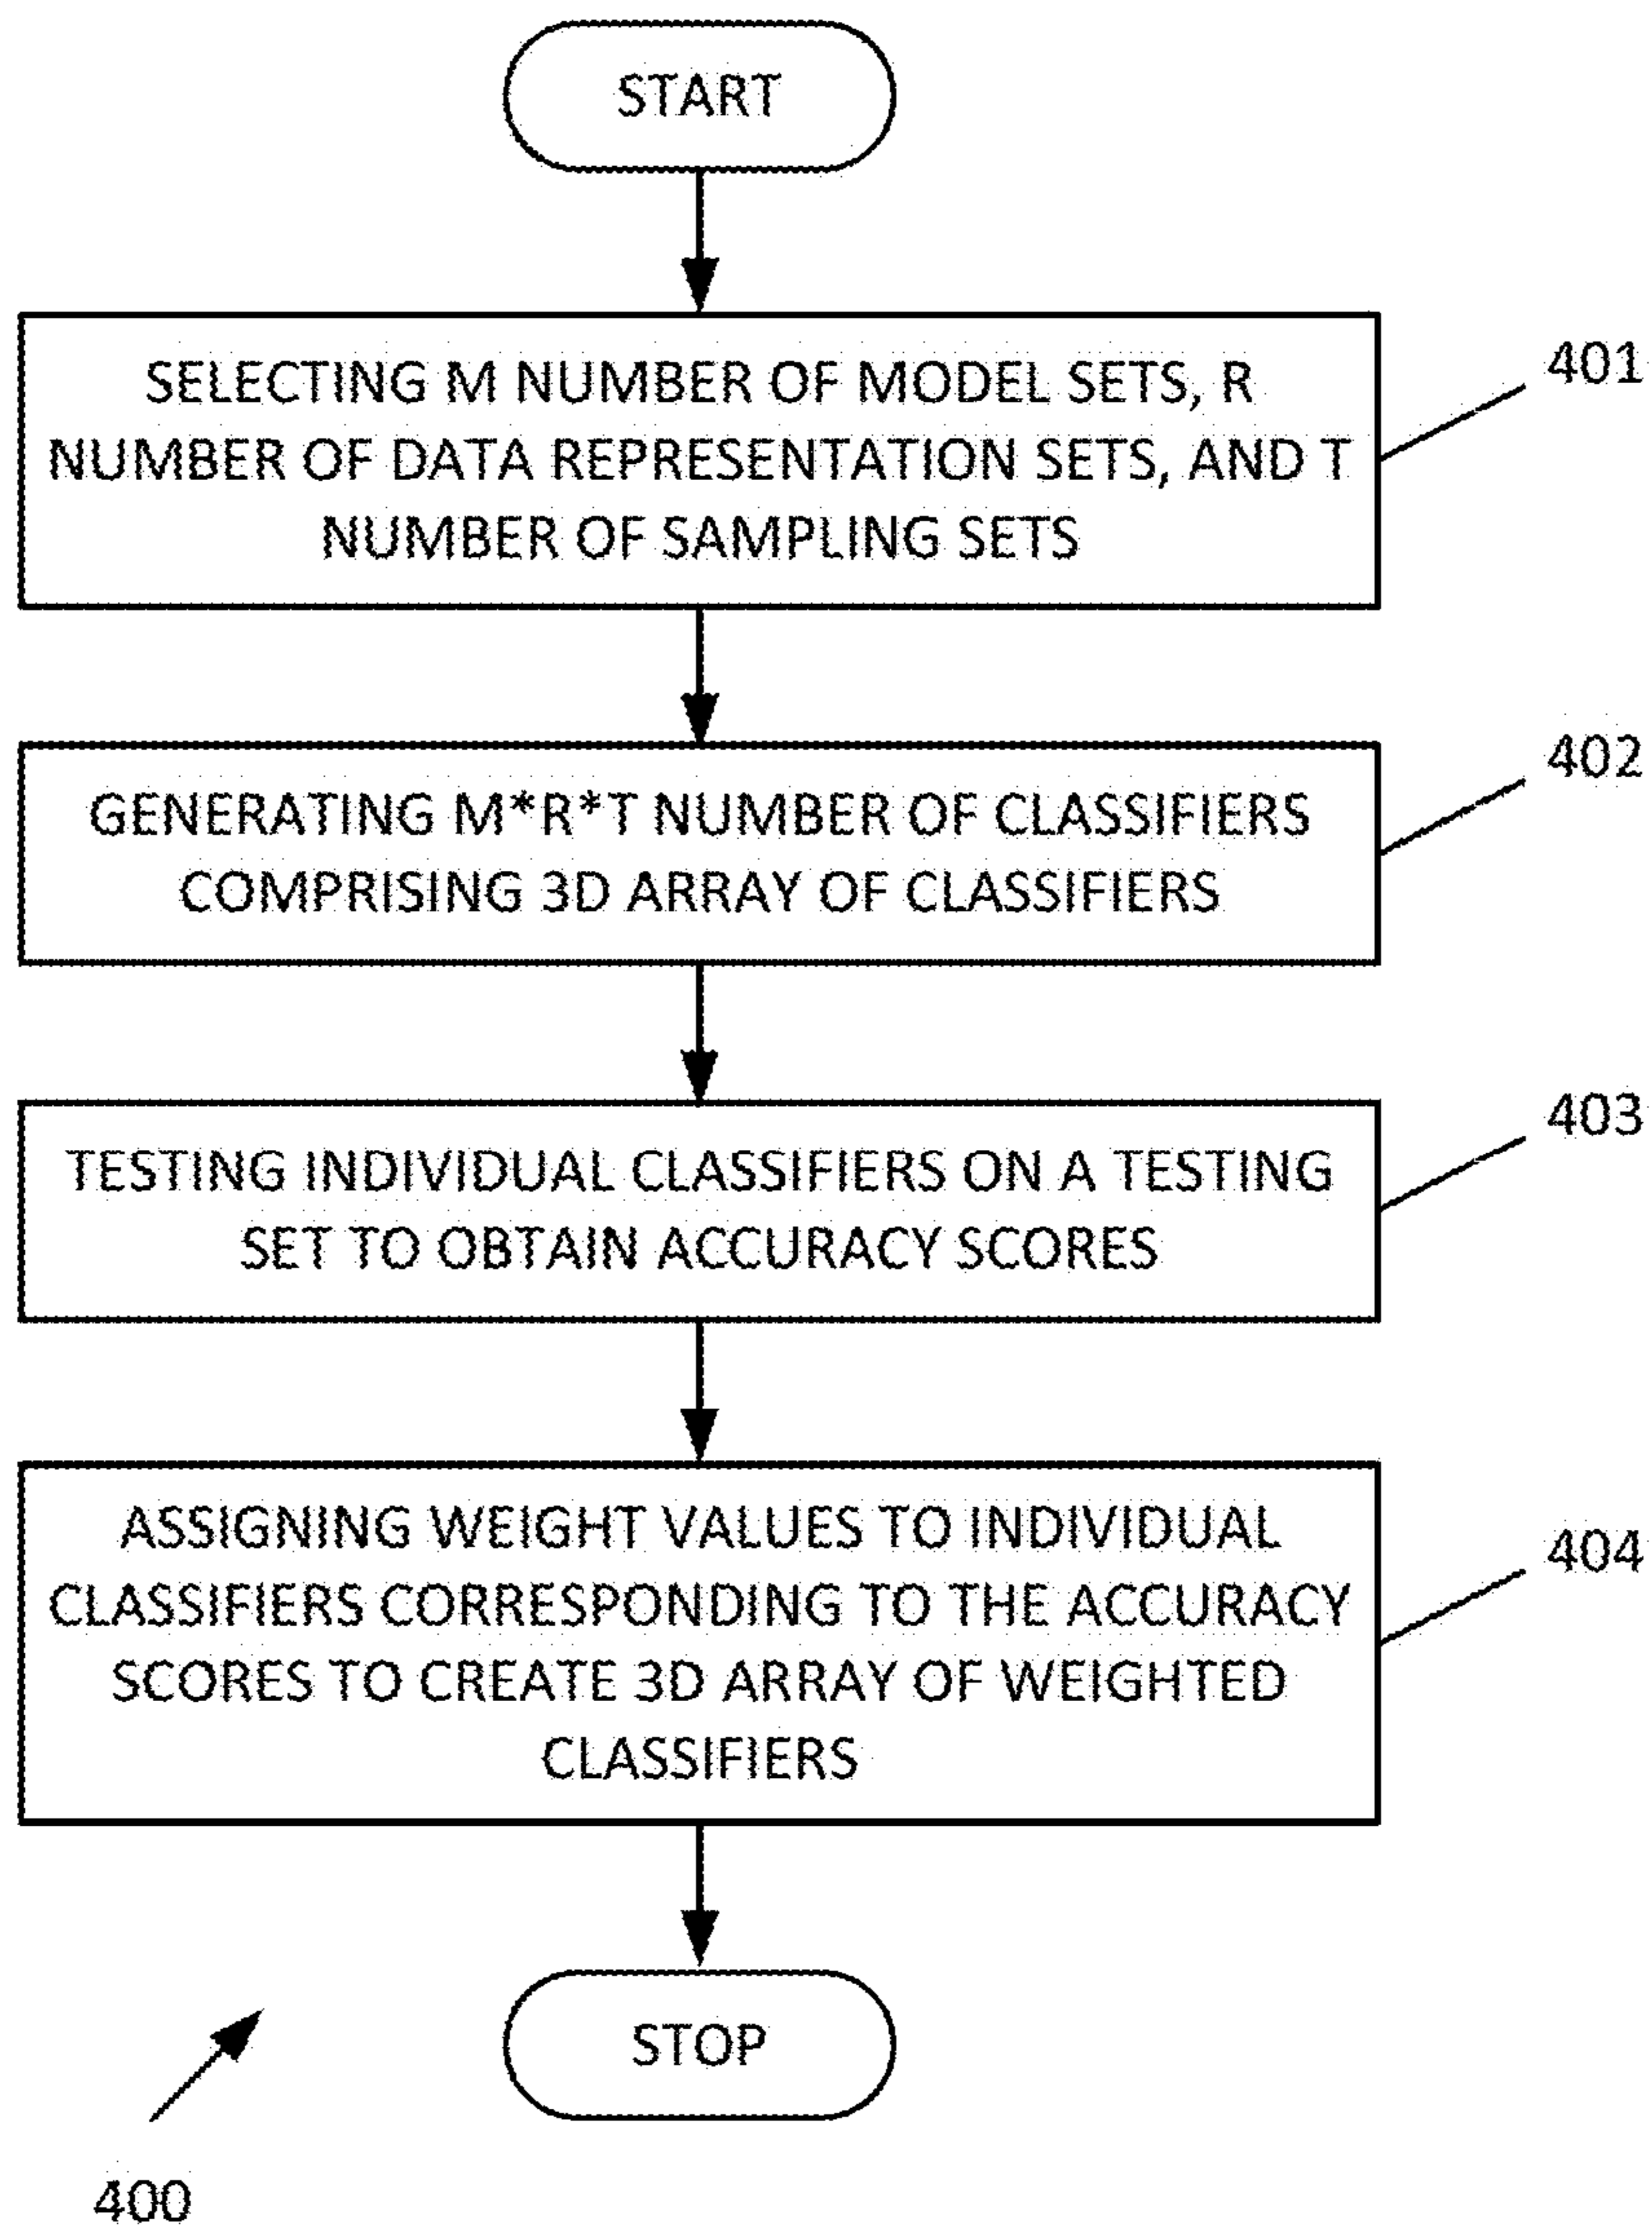 START
SELECTING M NUMBER OF MODEL SETS, R
NUMBER OF DATA REPRESENTATION SETS, AND T
NUMBER OF SAMPLING SETS
401
GENERATING M*R*T NUMBER OF CLASSIFIERS
COMPRISING 3D ARRAY OF CLASSIFIERS
402
TESTING INDIVIDUAL CLASSIFIERS ON A TESTING
SET TO OBTAIN ACCURACY SCORES
403
ASSIGNING WEIGHT VALUES TO INDIVIDUAL
CLASSIFIERS CORRESPONDING TO THE ACCURACY
SCORES TO CREATE 3D ARRAY OF WEIGHTED
CLASSIFIERS
404
STOP
400